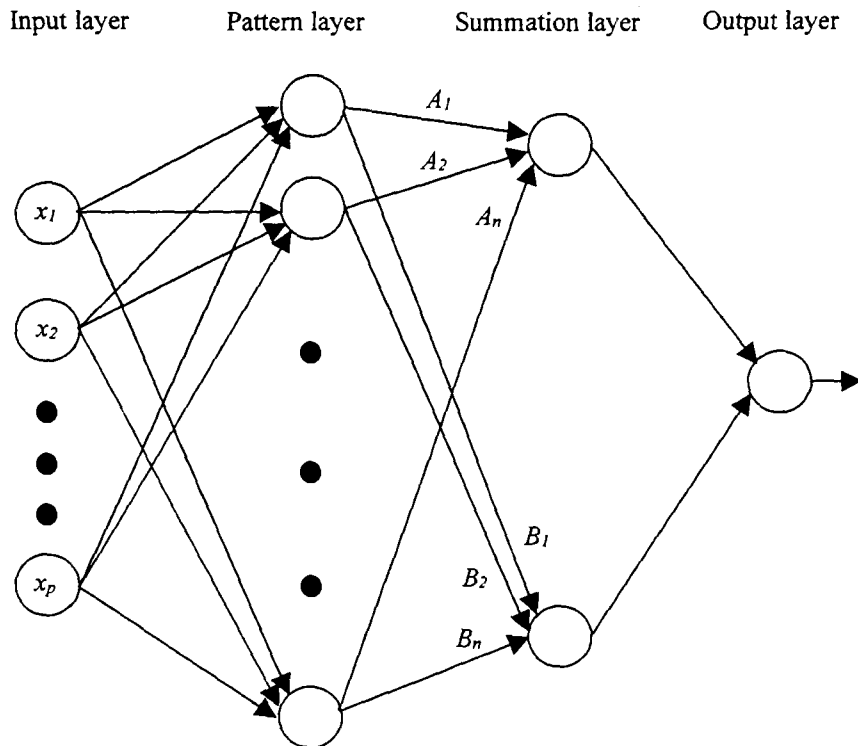 Input layer Pattern layer Summation layer Output layer
A1
A2
An
x1
x2
xp
B1
B2
Bn